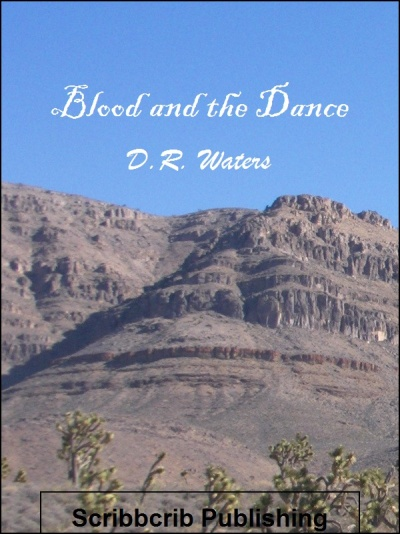 Blood and the Dance
D.R. Waters
Scribbcrib Publishing